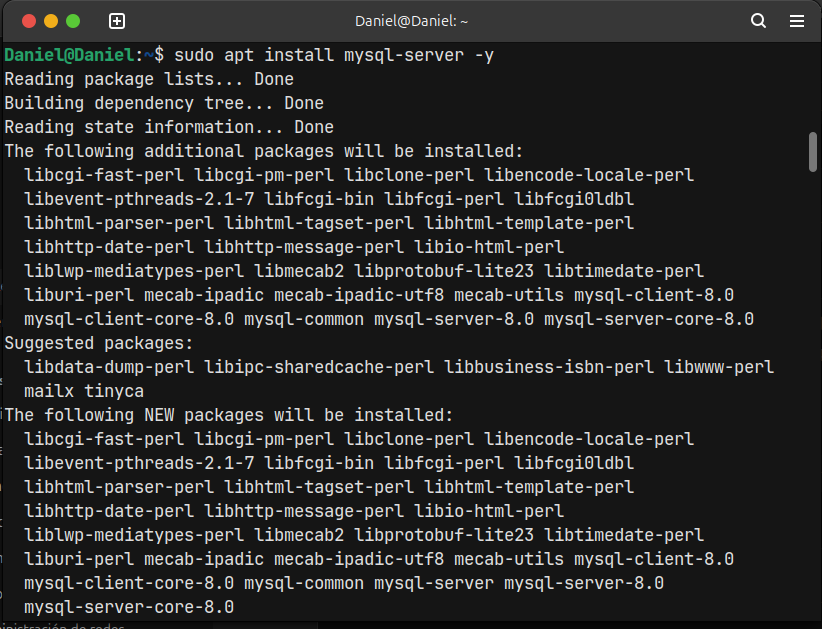 Daniel@Daniel: ~
Daniel@Daniel:~$ sudo apt install mysql-server -y
Reading package lists... Done
Building dependency tree... Done
Reading state information... Done
The following additional packages will be installed:
  libcgi-fast-perl libcgi-pm-perl libclone-perl libencode-locale-perl
  libevent-pthreads-2.1-7 libfcgi-bin libfcgi-perl libfcgi0ldbl
  libhtml-parser-perl libhtml-tagset-perl libhtml-template-perl
  libhttp-date-perl libhttp-message-perl libio-html-perl
  liblwp-mediatypes-perl libmecab2 libprotobuf-lite23 libtimedate-perl
  liburi-perl mecab-ipadic mecab-ipadic-utf8 mecab-utils mysql-client-8.0
  mysql-client-core-8.0 mysql-common mysql-server-8.0 mysql-server-core-8.0
Suggested packages:
  libdata-dump-perl libipc-sharedcache-perl libbusiness-isbn-perl libwww-perl
  mailx tinyca
The following NEW packages will be installed:
  libcgi-fast-perl libcgi-pm-perl libclone-perl libencode-locale-perl
  libevent-pthreads-2.1-7 libfcgi-bin libfcgi-perl libfcgi0ldbl
  libhtml-parser-perl libhtml-tagset-perl libhtml-template-perl
  libhttp-date-perl libhttp-message-perl libio-html-perl
  liblwp-mediatypes-perl libmecab2 libprotobuf-lite23 libtimedate-perl
  liburi-perl mecab-ipadic mecab-ipadic-utf8 mecab-utils mysql-client-8.0
  mysql-client-core-8.0 mysql-common mysql-server mysql-server-8.0
  mysql-server-core-8.0